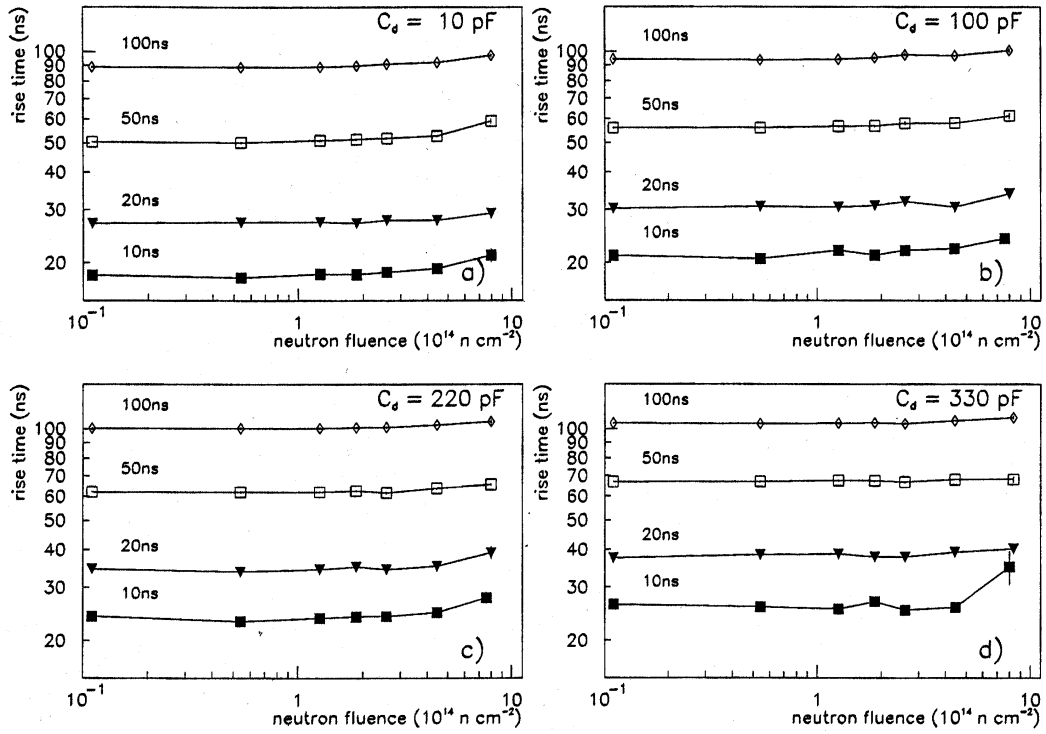 C_d = 10 pF
rise time (ns)
100
90
80
70
60
50
40
30
20
100ns
50ns
20ns
10ns
a)
10^-1
1
10
neutron fluence (10^14 n cm^-2)
C_d = 100 pF
rise time (ns)
100
90
80
70
60
50
40
30
20
100ns
50ns
20ns
10ns
b)
10^-1
1
10
neutron fluence (10^14 n cm^-2)
C_d = 220 pF
rise time (ns)
100
90
80
70
60
50
40
30
20
100ns
50ns
20ns
10ns
c)
10^-1
1
10
neutron fluence (10^14 n cm^-2)
C_d = 330 pF
rise time (ns)
100
90
80
70
60
50
40
30
20
100ns
50ns
20ns
10ns
d)
10^-1
1
10
neutron fluence (10^14 n cm^-2)